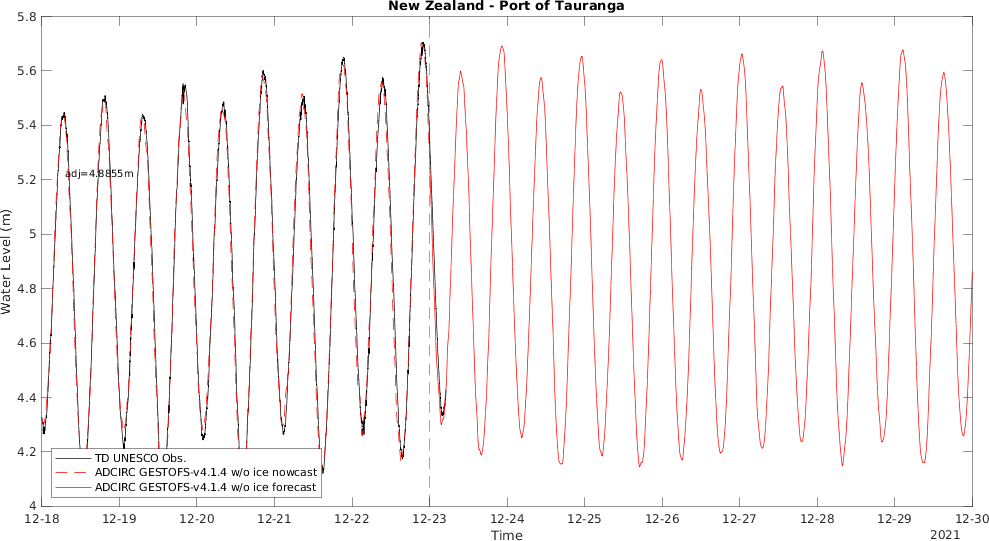 New Zealand - Port of Tauranga
5.8
5.6
5.4
5.2
5
4.8
4.6
4.4
4.2
4
Water Level (m)
adj=4.8855m
TD UNESCO Obs.
ADCIRC GESTOFS-v4.1.4 w/o ice nowcast
ADCIRC GESTOFS-v4.1.4 w/o ice forecast
12-18 12-19 12-20 12-21 12-22 12-23 12-24 12-25 12-26 12-27 12-28 12-29 12-30
Time
2021